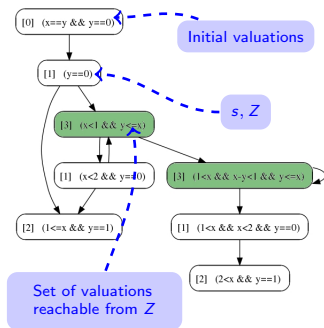 [0] (x==y && y==0)
Initial valuations
[1] (y==0)
s, Z
[3] (x<1 && y<=x)
[1] (x<2 && y==0)
[3] (1<x && x-y<1 && y<=x)
[2] (1<=x && y==1)
[1] (1<x && x<2 && y==0)
[2] (2<x && y==1)
Set of valuations
reachable from Z